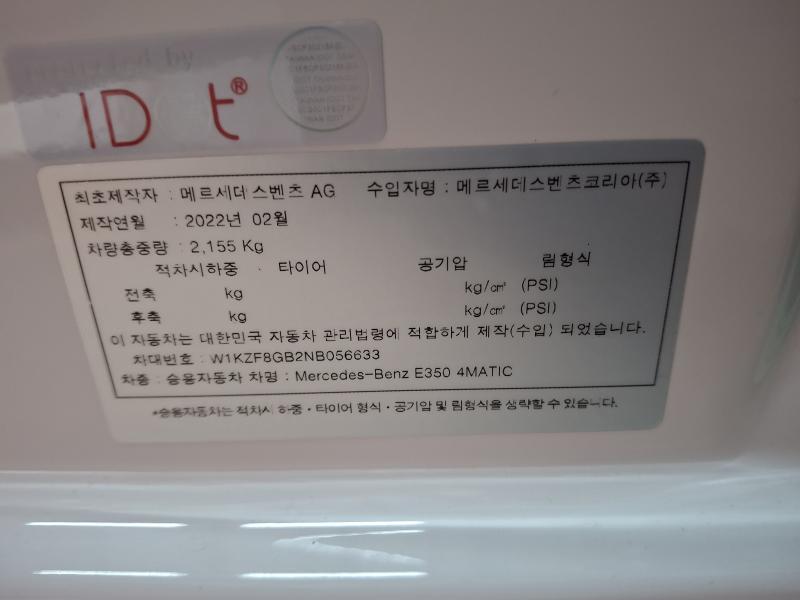 IDOt®
최초제작자 : 메르세데스벤츠 AG 수입자명 : 메르세데스벤츠코리아(주)
제작연월 : 2022년 02월
차량총중량 : 2,155 Kg
적차시하중 · 타이어 공기압 림형식
전축 kg kg/㎠ (PSI)
후축 kg kg/㎠ (PSI)
이 자동차는 대한민국 자동차 관리법령에 적합하게 제작(수입) 되었습니다.
차대번호 : W1KZF8GB2NB056633
차종 : 승용자동차 차명 : Mercedes-Benz E350 4MATIC
*승용자동차는 적차시 하중·타이어 형식·공기압 및 림형식을 생략할 수 있습니다.